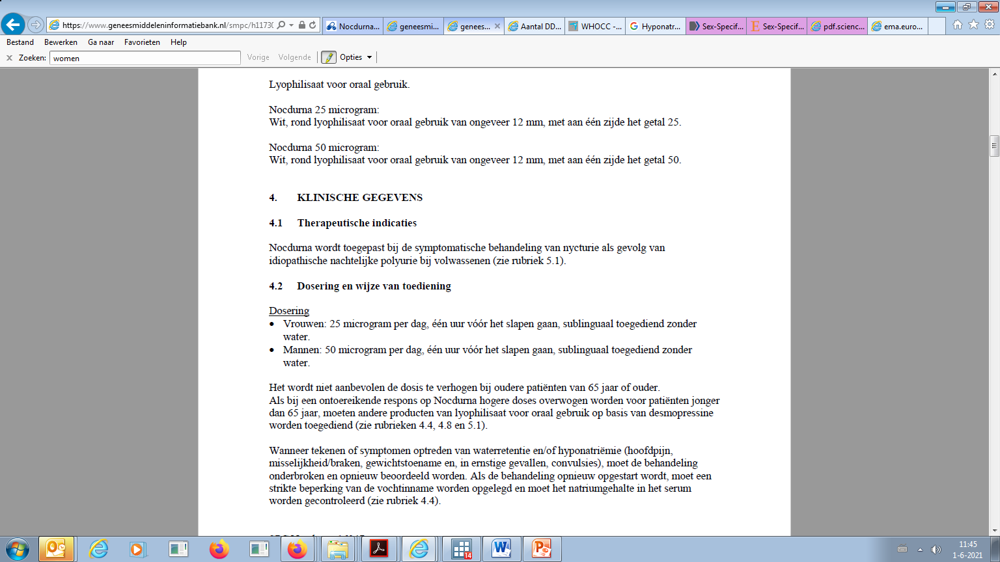 https://www.geneesmiddeleninformatiebank.nl/smpc/h1173
Nocdurna...
geneesmi...
genees...
Aantal DD...
WHOCC -...
Hyponatr...
Sex-Specif...
Sex-Specif...
pdf.scienc...
ema.euro...
Bestand Bewerken Ga naar Favorieten Help
x Zoeken: women Vorige Volgende Opties
Lyophilisaat voor oraal gebruik.
Nocdurna 25 microgram:
Wit, rond lyophilisaat voor oraal gebruik van ongeveer 12 mm, met aan één zijde het getal 25.
Nocdurna 50 microgram:
Wit, rond lyophilisaat voor oraal gebruik van ongeveer 12 mm, met aan één zijde het getal 50.
4. KLINISCHE GEGEVENS
4.1 Therapeutische indicaties
Nocdurna wordt toegepast bij de symptomatische behandeling van nycturie als gevolg van
idiopathische nachtelijke polyurie bij volwassenen (zie rubriek 5.1).
4.2 Dosering en wijze van toediening
Dosering
• Vrouwen: 25 microgram per dag, één uur vóór het slapen gaan, sublinguaal toegediend zonder
water.
• Mannen: 50 microgram per dag, één uur vóór het slapen gaan, sublinguaal toegediend zonder
water.
Het wordt niet aanbevolen de dosis te verhogen bij oudere patiënten van 65 jaar of ouder.
Als bij een ontoereikende respons op Nocdurna hogere doses overwogen worden voor patiënten jonger
dan 65 jaar, moeten andere producten van lyophilisaat voor oraal gebruik op basis van desmopressine
worden toegediend (zie rubrieken 4.4, 4.8 en 5.1).
Wanneer tekenen of symptomen optreden van waterretentie en/of hyponatriëmie (hoofdpijn,
misselijkheid/braken, gewichtstoename en, in ernstige gevallen, convulsies), moet de behandeling
onderbroken en opnieuw beoordeeld worden. Als de behandeling opnieuw opgestart wordt, moet een
strikte beperking van de vochtinname worden opgelegd en moet het natriumgehalte in het serum
worden gecontroleerd (zie rubriek 4.4).
14
11:45
1-6-2021